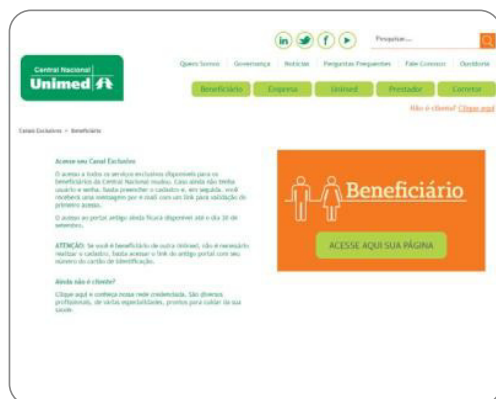 in f
Pesquisar...
Quem Somos Governança Notícias Perguntas Frequentes Fale Conosco Ouvidoria
Central Nacional
Unimed
Beneficiário Empresa Unimed Prestador Corretor
Não é cliente? Clique aqui
Canais Exclusivos > Beneficiário
Acesse seu Canal Exclusivo
O acesso a todos os serviços exclusivos disponíveis para os
beneficiários da Central Nacional mudou. Caso ainda não tenha
usuário e senha, basta preencher o cadastro e, em seguida, você
receberá uma mensagem por e-mail com um link para validação do
primeiro acesso.
O acesso ao portal antigo ainda ficará disponível até o dia 20 de
setembro.
ATENÇÃO: Se você é beneficiário de outra Unimed, não é necessário
realizar o cadastro, basta acessar o link do antigo portal com seu
número do cartão de identificação.
Ainda não é cliente?
Clique aqui e conheça nossa rede credenciada. São diversos
profissionais, de várias especialidades, prontos para cuidar da sua
saúde.
Beneficiário
ACESSE AQUI SUA PÁGINA